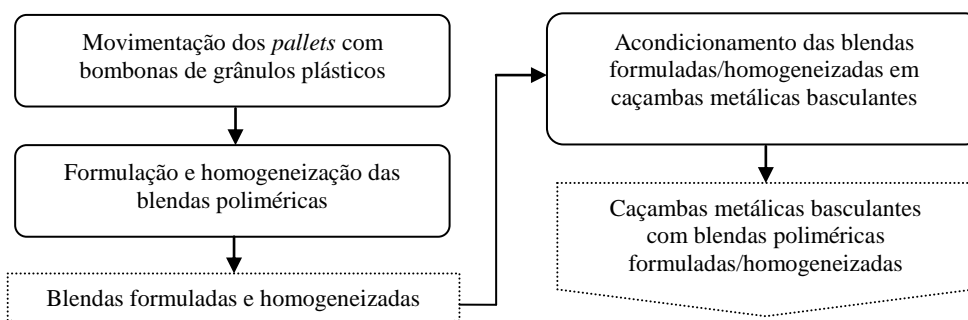 Movimentação dos pallets com
bombonas de grânulos plásticos
Formulação e homogeneização das
blendas poliméricas
Blendas formuladas e homogeneizadas
Acondicionamento das blendas
formuladas/homogeneizadas em
caçambas metálicas basculantes
Caçambas metálicas basculantes
com blendas poliméricas
formuladas/homogeneizadas